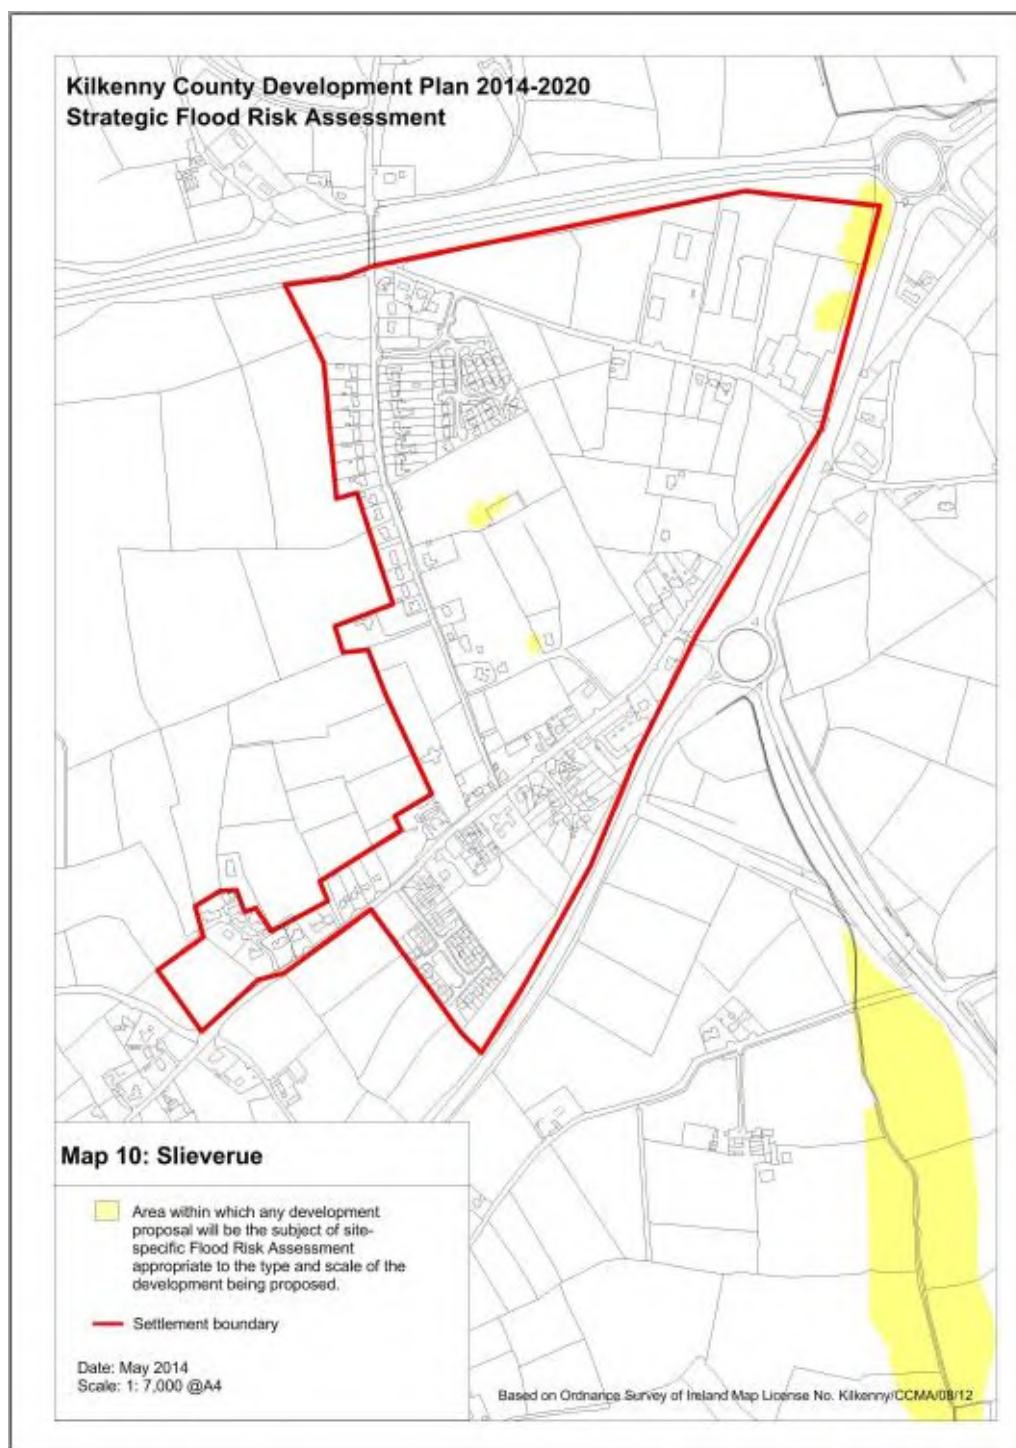 Kilkenny County Development Plan 2014-2020
Strategic Flood Risk Assessment
Map 10: Slieverue
Area within which any development
proposal will be the subject of site-
specific Flood Risk Assessment
appropriate to the type and scale of the
development being proposed.
Settlement boundary
Date: May 2014
Scale: 1: 7,000 @A4
Based on Ordnance Survey of Ireland Map License No. Kilkenny/CCMA/08/12